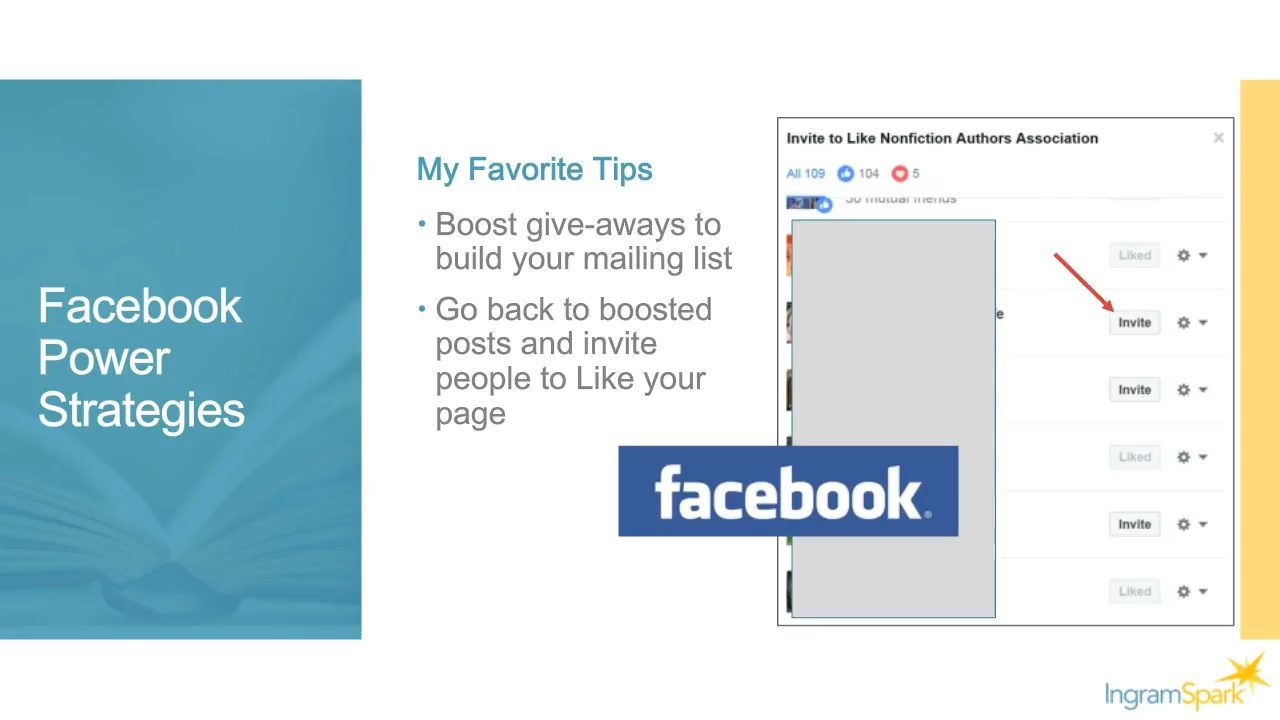 Facebook
Power
Strategies
My Favorite Tips
• Boost give-aways to
build your mailing list
• Go back to boosted
posts and invite
people to Like your
page
Invite to Like Nonfiction Authors Association
All 109 104 5
mutual friends
Liked
e Invite
Invite
Liked
Invite
Liked
facebook®
IngramSpark